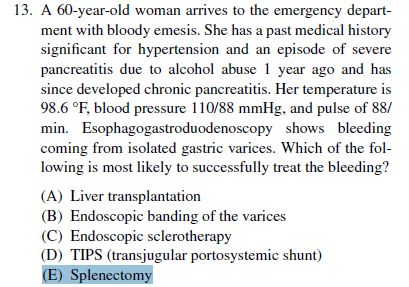 13. A 60-year-old woman arrives to the emergency depart-
ment with bloody emesis. She has a past medical history
significant for hypertension and an episode of severe
pancreatitis due to alcohol abuse 1 year ago and has
since developed chronic pancreatitis. Her temperature is
98.6 °F, blood pressure 110/88 mmHg, and pulse of 88/
min. Esophagogastroduodenoscopy shows bleeding
coming from isolated gastric varices. Which of the fol-
lowing is most likely to successfully treat the bleeding?
(A) Liver transplantation
(B) Endoscopic banding of the varices
(C) Endoscopic sclerotherapy
(D) TIPS (transjugular portosystemic shunt)
(E) Splenectomy